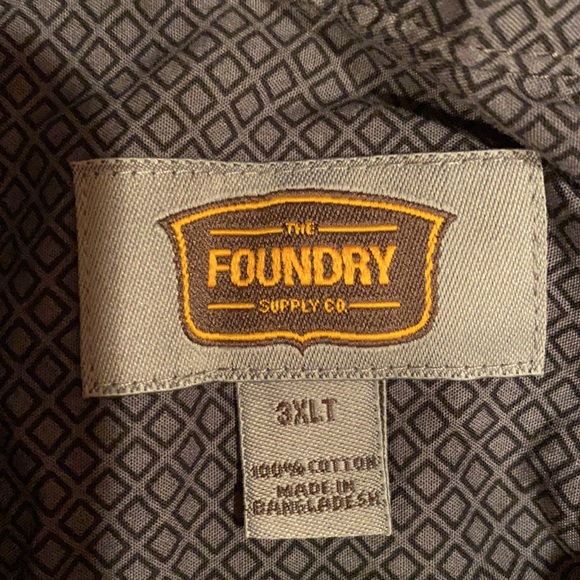 THE
FOUNDRY
SUPPLY CO.
3XLT
100% COTTON
MADE IN
BANGLADESH